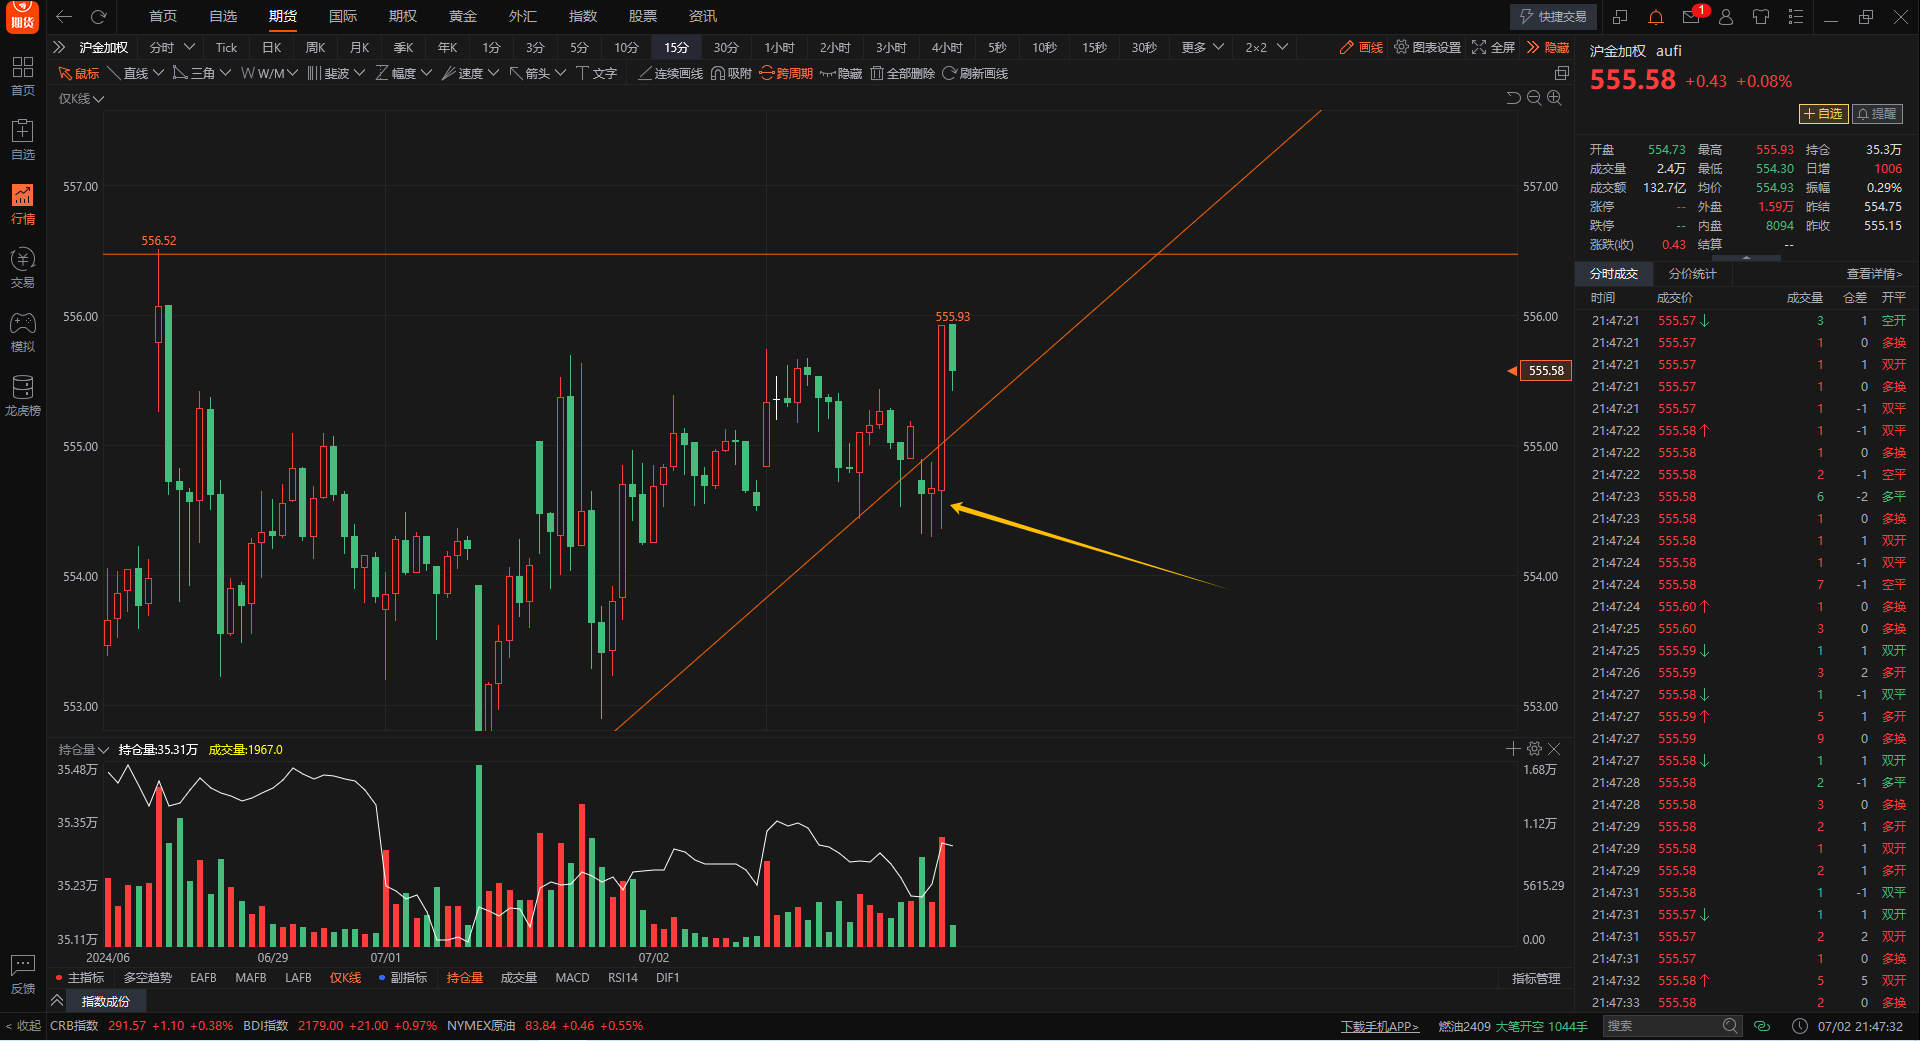 期货
首页 自选 期货 国际 期权 黄金 外汇 指数 股票 资讯
快捷交易 1
沪金加权 分时 Tick 日K 周K 月K 季K 年K 1分 3分 5分 10分 15分 30分 1小时 2小时 3小时 4小时 5秒 10秒 15秒 30秒 更多 2×2 画线 图表设置 全屏 隐藏
鼠标 直线 三角 W/M 斐波 幅度 速度 箭头 文字 连续画线 吸附 跨周期 隐藏 全部删除 刷新画线
仅K线
首页
自选
行情
交易
模拟
龙虎榜
反馈
557.00 557.00
556.52
556.00 555.93 556.00
555.58
555.00 555.00
554.00 554.00
553.00 553.00
持仓量 持仓量:35.31万 成交量:1967.0
35.48万 1.68万
35.35万 1.12万
35.23万 5615.29
35.11万 0.00
2024/06 06/29 07/01 07/02
主指标 多空趋势 EAFB MAFB LAFB 仅K线 副指标 持仓量 成交量 MACD RSI14 DIF1 指标管理
指数成份
沪金加权 aufi
555.58 +0.43 +0.08%
+自选 提醒
开盘 554.73 最高 555.93 持仓 35.3万
成交量 2.4万 最低 554.30 日增 1006
成交额 132.7亿 均价 554.93 振幅 0.29%
涨停 -- 外盘 1.59万 昨结 554.75
跌停 -- 内盘 8094 昨收 555.15
涨跌(收) 0.43 结算 --
分时成交 分价统计 查看详情>
时间 成交价 成交量 仓差 开平
21:47:21 555.57↓ 3 1 空开
21:47:21 555.57 1 0 多换
21:47:21 555.57 1 1 双开
21:47:21 555.57 1 0 多换
21:47:21 555.57 1 -1 双平
21:47:22 555.58↑ 1 -1 双平
21:47:22 555.58 1 0 多换
21:47:22 555.58 2 -1 空平
21:47:23 555.58 6 -2 多平
21:47:23 555.58 1 0 多换
21:47:24 555.58 1 1 双开
21:47:24 555.58 1 -1 双平
21:47:24 555.58 7 -1 空平
21:47:24 555.60↑ 1 0 多换
21:47:25 555.60 3 0 多换
21:47:25 555.59↓ 1 1 双开
21:47:26 555.59 3 2 多开
21:47:27 555.58↓ 1 -1 双平
21:47:27 555.59↑ 5 1 多开
21:47:27 555.59 9 0 多换
21:47:27 555.58↓ 1 1 双开
21:47:28 555.58 2 -1 多平
21:47:28 555.58 3 0 多换
21:47:29 555.58 2 1 多开
21:47:29 555.58 1 1 双开
21:47:29 555.58 2 1 多开
21:47:31 555.58 1 -1 双平
21:47:31 555.57↓ 1 1 双开
21:47:31 555.57 2 2 双开
21:47:31 555.57 1 0 多换
21:47:32 555.58↑ 5 5 双开
21:47:33 555.58 2 0 多换
< 收起 CRB指数 291.57 +1.10 +0.38% BDI指数 2179.00 +21.00 +0.97% NYMEX原油 83.84 +0.46 +0.55% 下载手机APP> 燃油2409 大笔开空 1044手 搜索 07/02 21:47:32